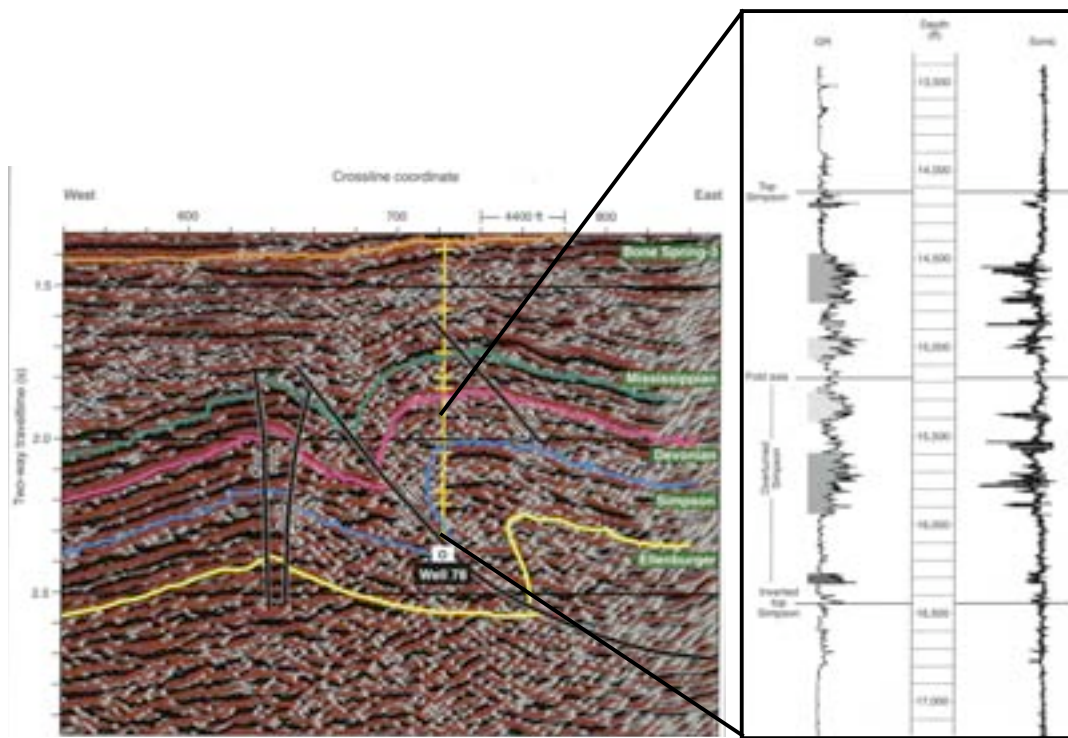 Crossline coordinate
West
East
600
700
4400 ft
800
Bone Spring-3
1.5
Two-way traveltime (s)
Mississippian
2.0
Devonian
Simpson
Ellenburger
Well 78
2.5
GR
Depth
(ft)
Sonic
13,500
14,000
Top
Simpson
14,500
15,000
Fold axis
15,500
Overturned
Simpson
16,000
Inverted
top
Simpson
16,500
17,000